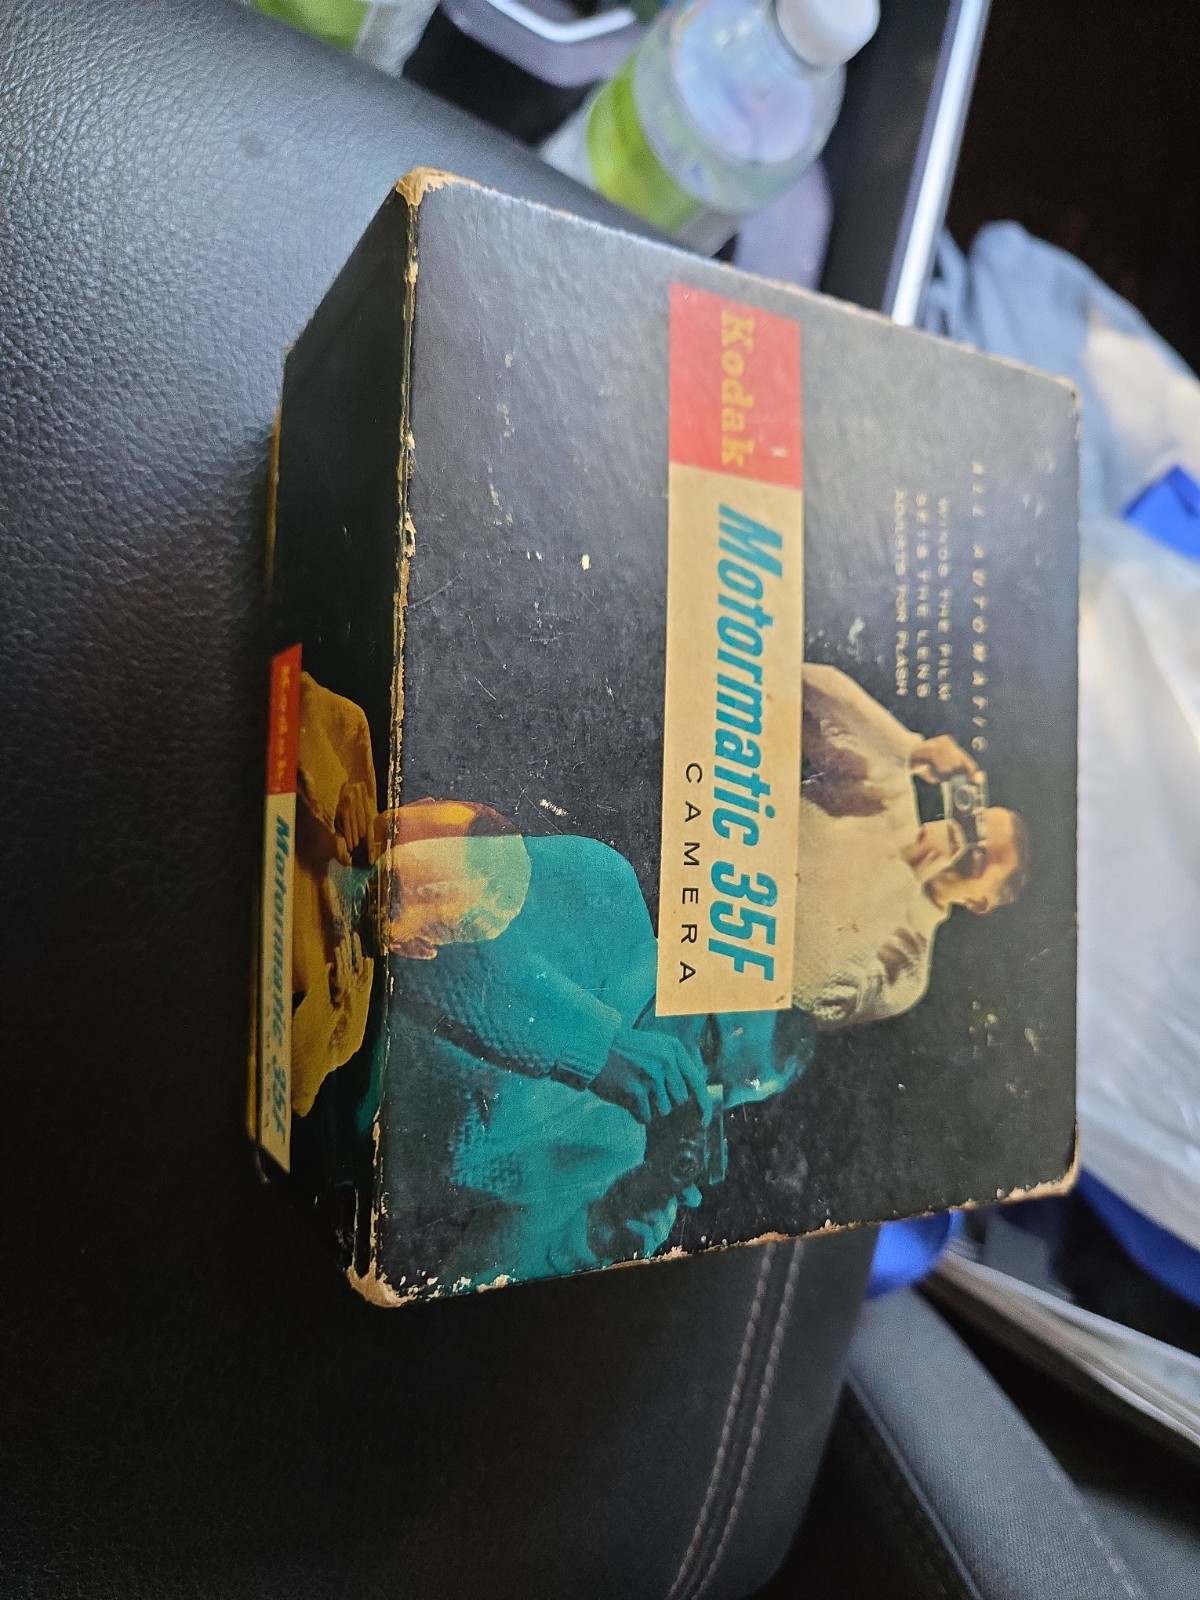 ALL AUTOMATIC
WINDS THE FILM
SETS THE LENS
ADJUSTS FOR FLASH
Kodak Motormatic 35F
CAMERA
Kodak Motormatic 35F